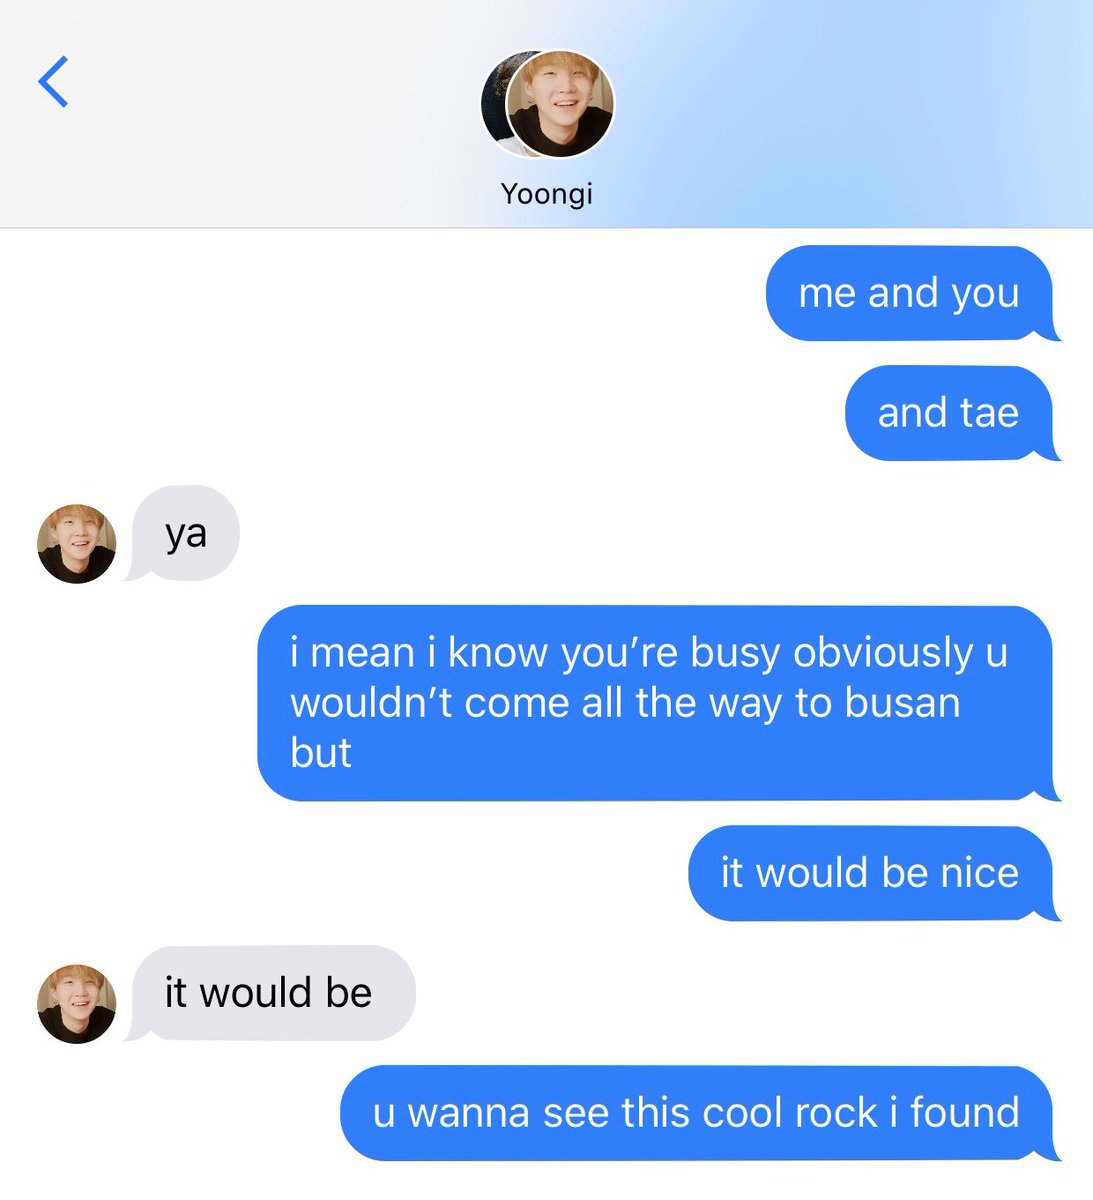 Yoongi
me and you
and tae
ya
i mean i know you’re busy obviously u
wouldn’t come all the way to busan
but
it would be nice
it would be
u wanna see this cool rock i found